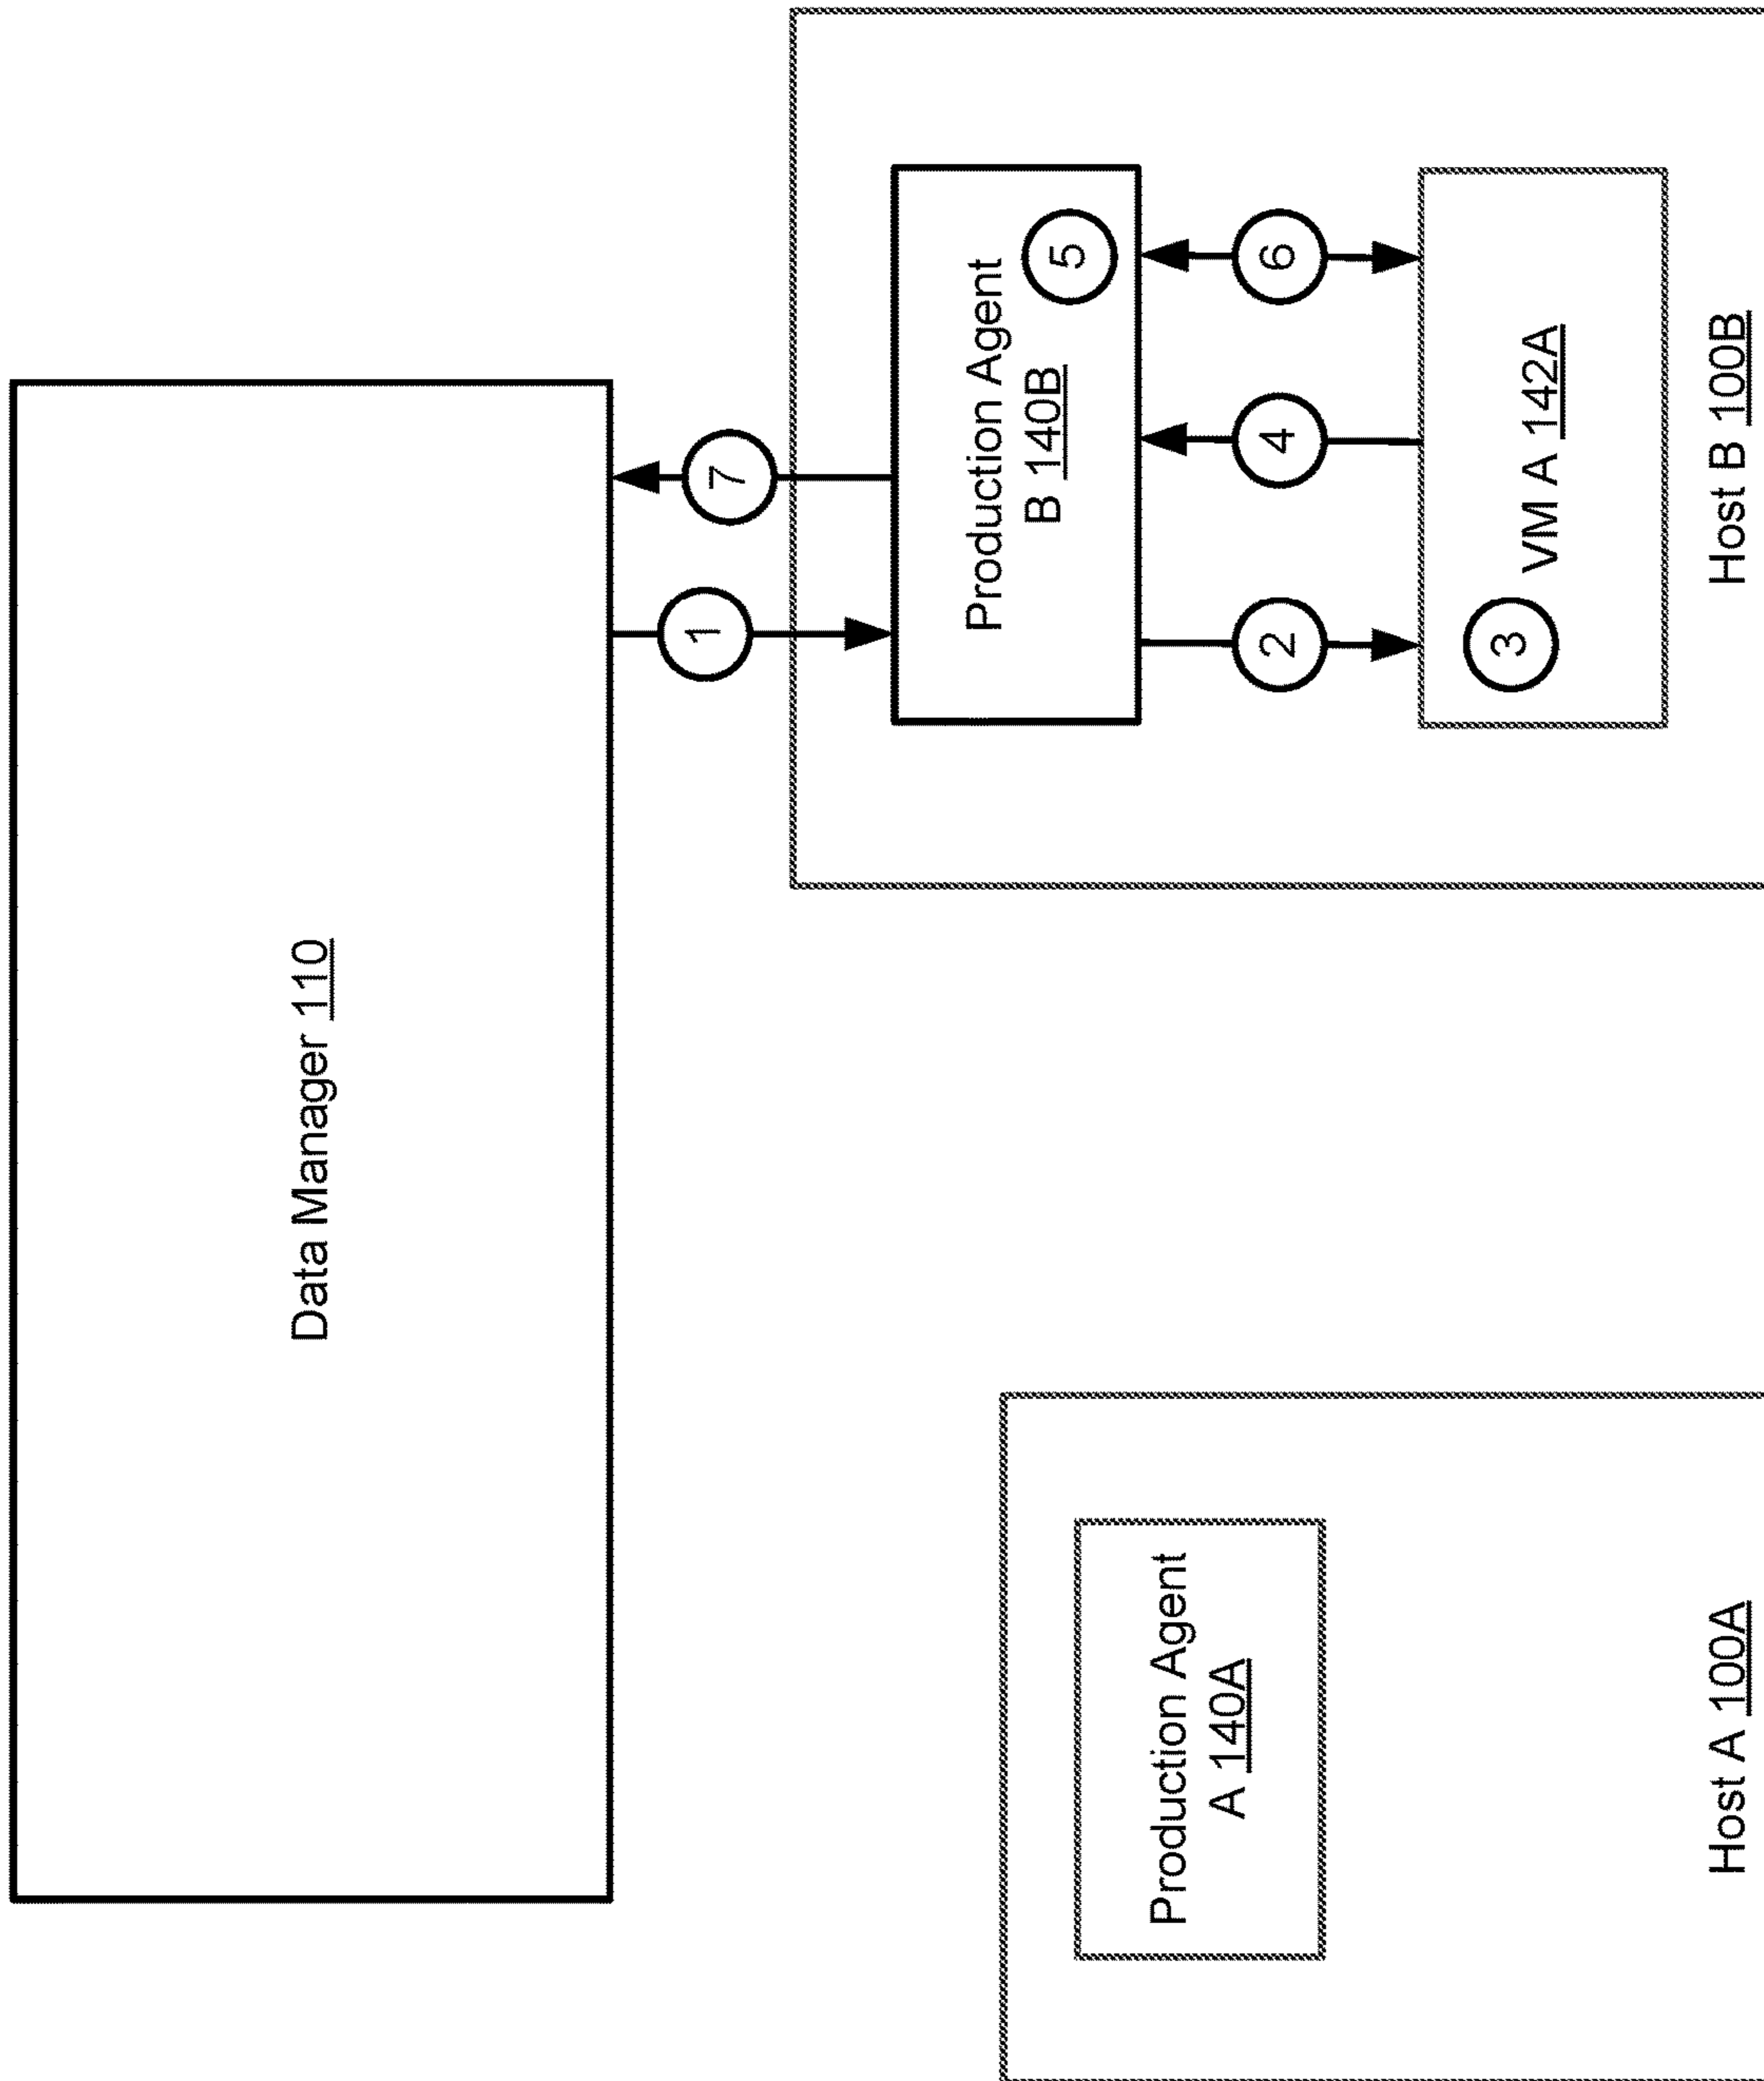 Data Manager 110
1
7
Production Agent
B 140B
5
Production Agent
A 140A
2
4
6
3
VM A 142A
Host A 100A
Host B 100B